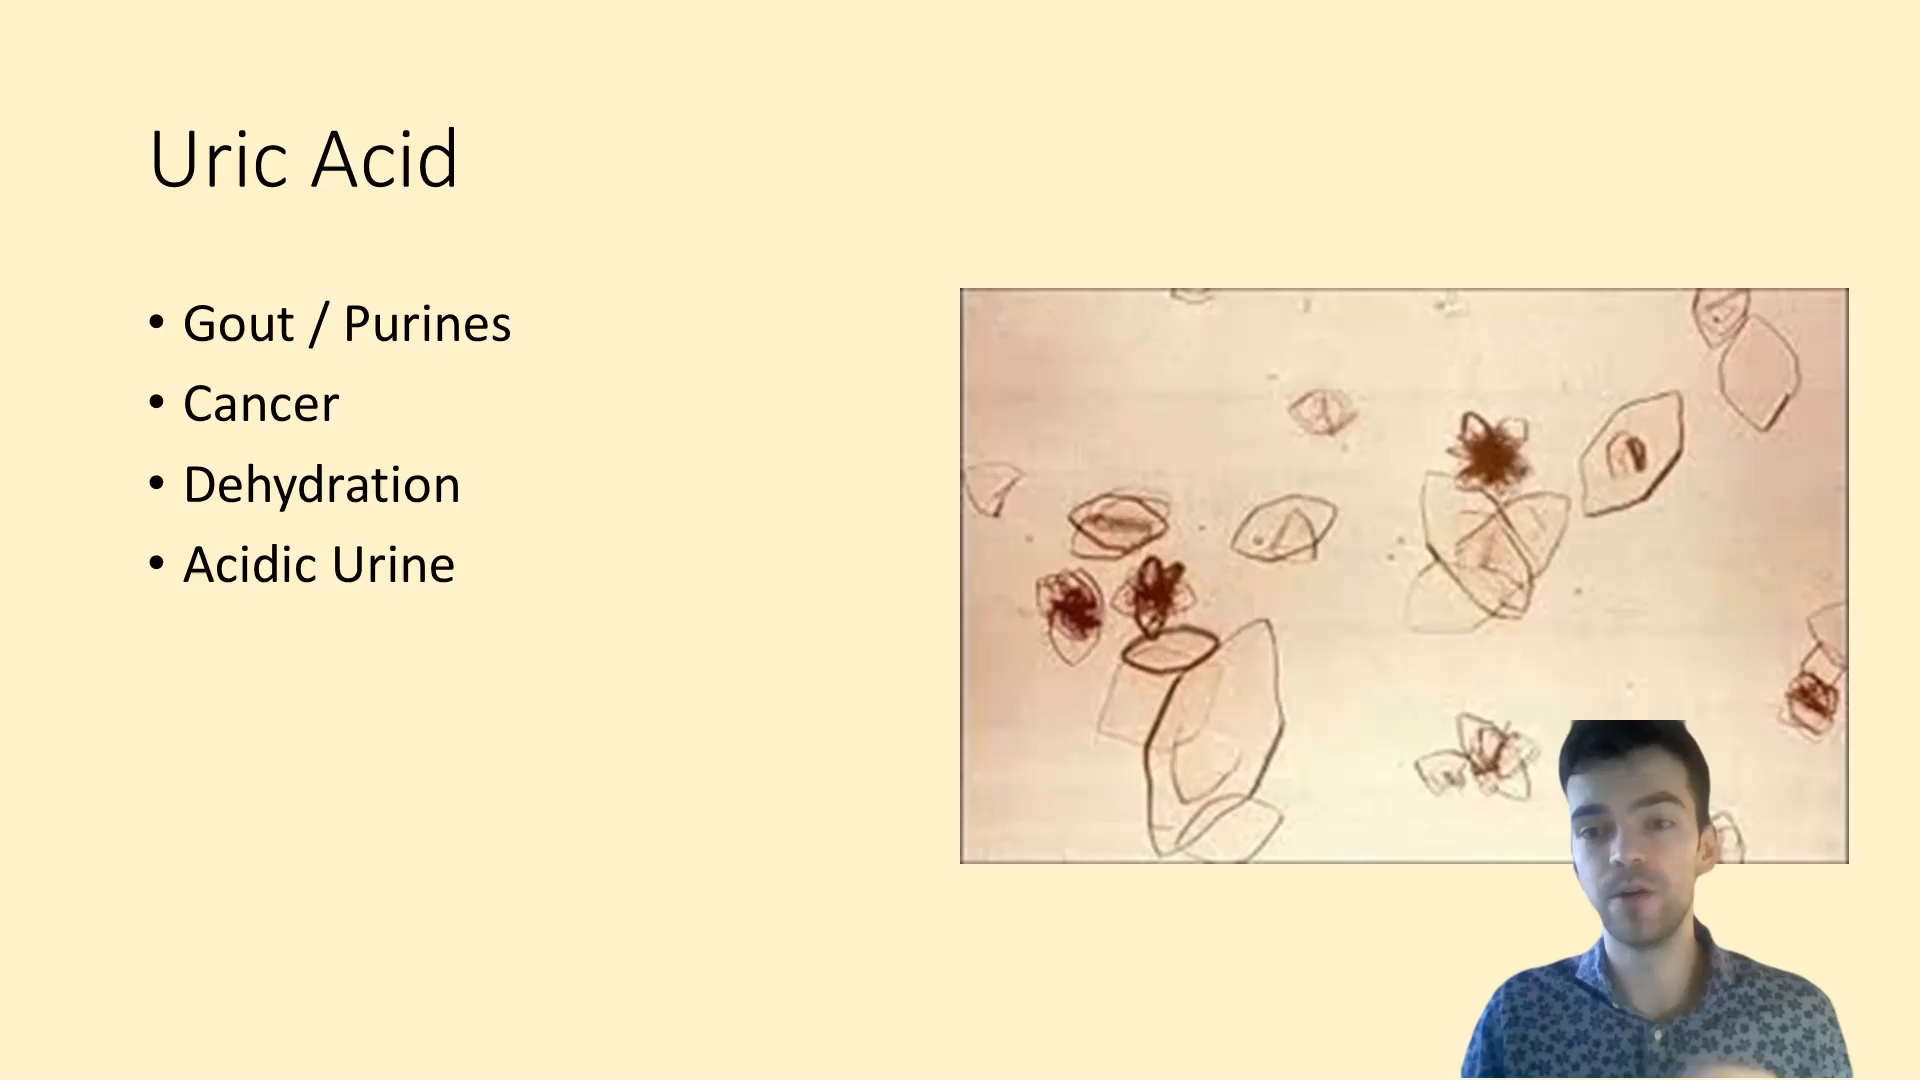 Uric Acid
• Gout / Purines
• Cancer
• Dehydration
• Acidic Urine